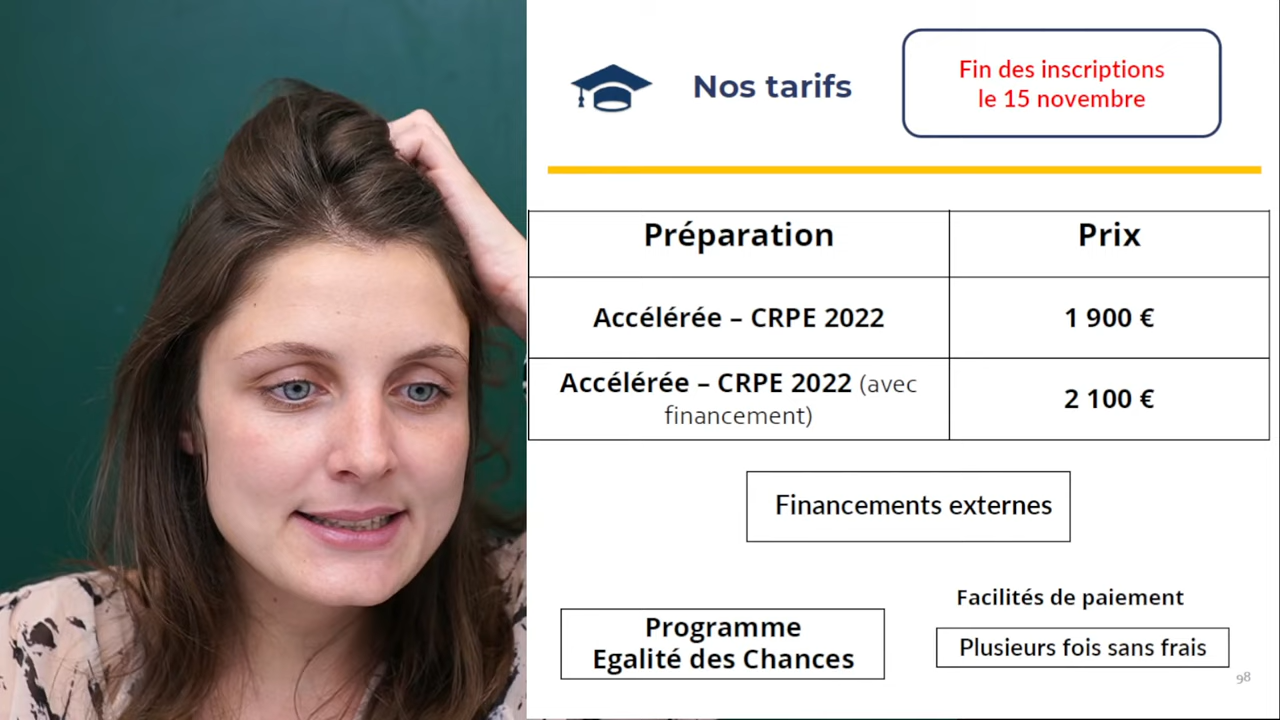 Nos tarifs
Fin des inscriptions
le 15 novembre
Préparation
Prix
Accélérée – CRPE 2022
1 900 €
Accélérée – CRPE 2022 (avec
financement)
2 100 €
Financements externes
Programme
Egalité des Chances
Facilités de paiement
Plusieurs fois sans frais
98